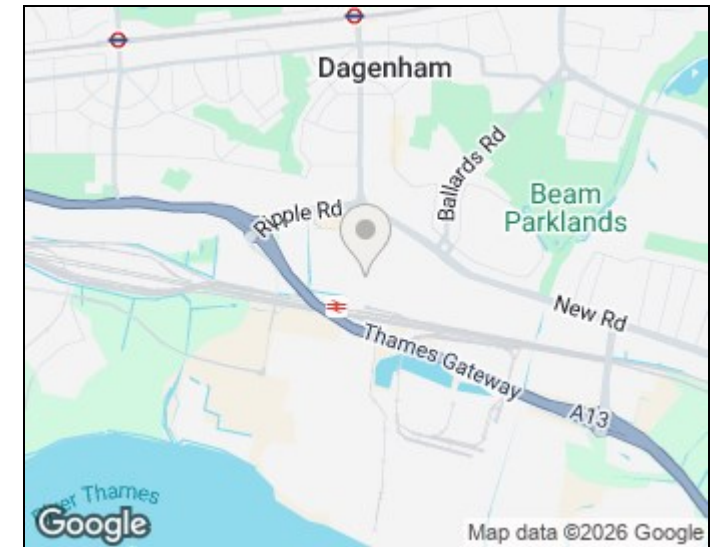 Dagenham
Ballards Rd
Ripple Rd
Beam
Parklands
New Rd
Thames Gateway
A13
River Thames
Google
Map data ©2026 Google